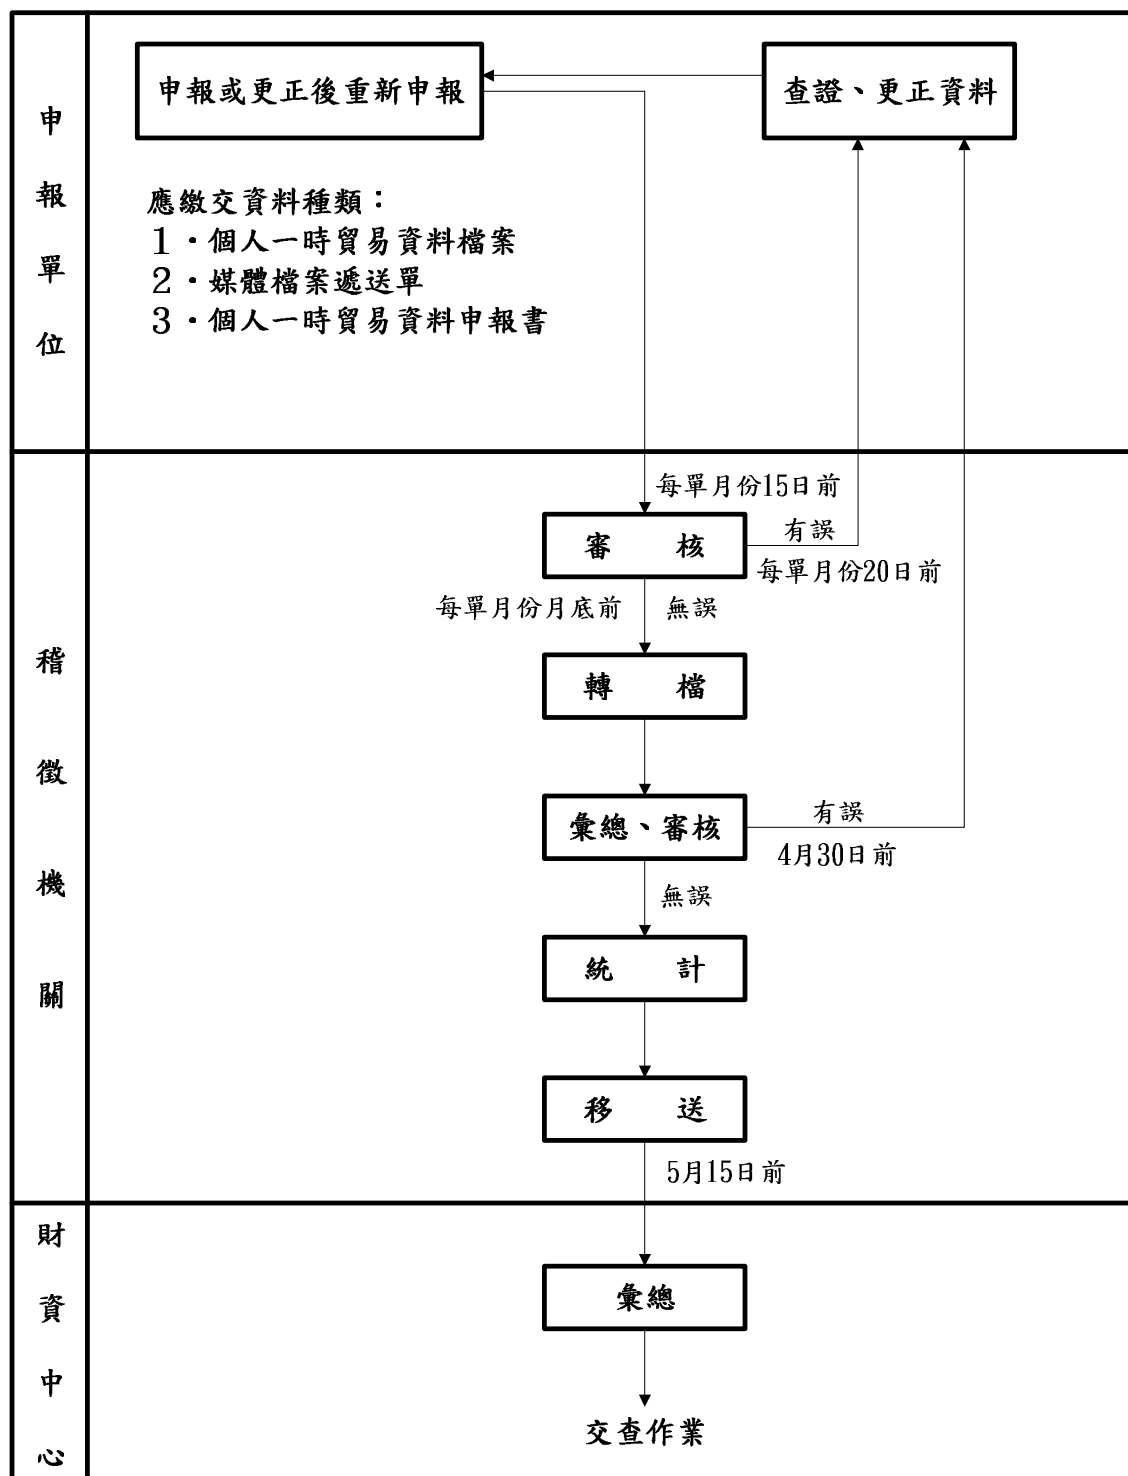 申報單位
申報或更正後重新申報
查證、更正資料
應繳交資料種類：
１．個人一時貿易資料檔案
２．媒體檔案遞送單
３．個人一時貿易資料申報書
稽徵機關
每單月份15日前
審　核
有誤
每單月份20日前
每單月份月底前
無誤
轉　檔
彙總、審核
有誤
4月30日前
無誤
統　計
移　送
5月15日前
財資中心
彙總
交查作業